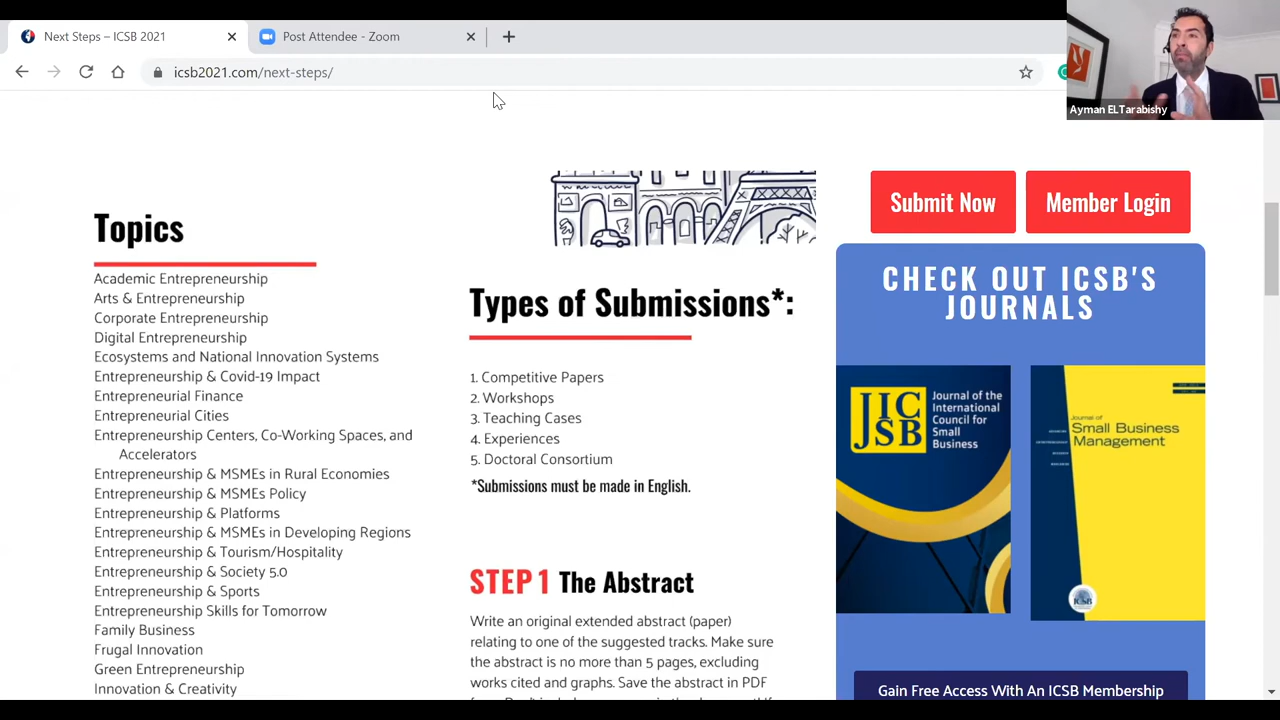 Next Steps – ICSB 2021
Post Attendee - Zoom
icsb2021.com/next-steps/
Ayman ELTarabishy
Topics
Academic Entrepreneurship
Arts & Entrepreneurship
Corporate Entrepreneurship
Digital Entrepreneurship
Ecosystems and National Innovation Systems
Entrepreneurship & Covid-19 Impact
Entrepreneurial Finance
Entrepreneurial Cities
Entrepreneurship Centers, Co-Working Spaces, and
Accelerators
Entrepreneurship & MSMEs in Rural Economies
Entrepreneurship & MSMEs Policy
Entrepreneurship & Platforms
Entrepreneurship & MSMEs in Developing Regions
Entrepreneurship & Tourism/Hospitality
Entrepreneurship & Society 5.0
Entrepreneurship & Sports
Entrepreneurship Skills for Tomorrow
Family Business
Frugal Innovation
Green Entrepreneurship
Innovation & Creativity
Types of Submissions*:
1. Competitive Papers
2. Workshops
3. Teaching Cases
4. Experiences
5. Doctoral Consortium
*Submissions must be made in English.
STEP 1 The Abstract
Write an original extended abstract (paper)
relating to one of the suggested tracks. Make sure
the abstract is no more than 5 pages, excluding
works cited and graphs. Save the abstract in PDF
Submit Now
Member Login
CHECK OUT ICSB'S
JOURNALS
JIC
SB
Journal of the
International
Council for
Small
Business
Journal of
Small Business
Management
ICSB
Gain Free Access With An ICSB Membership